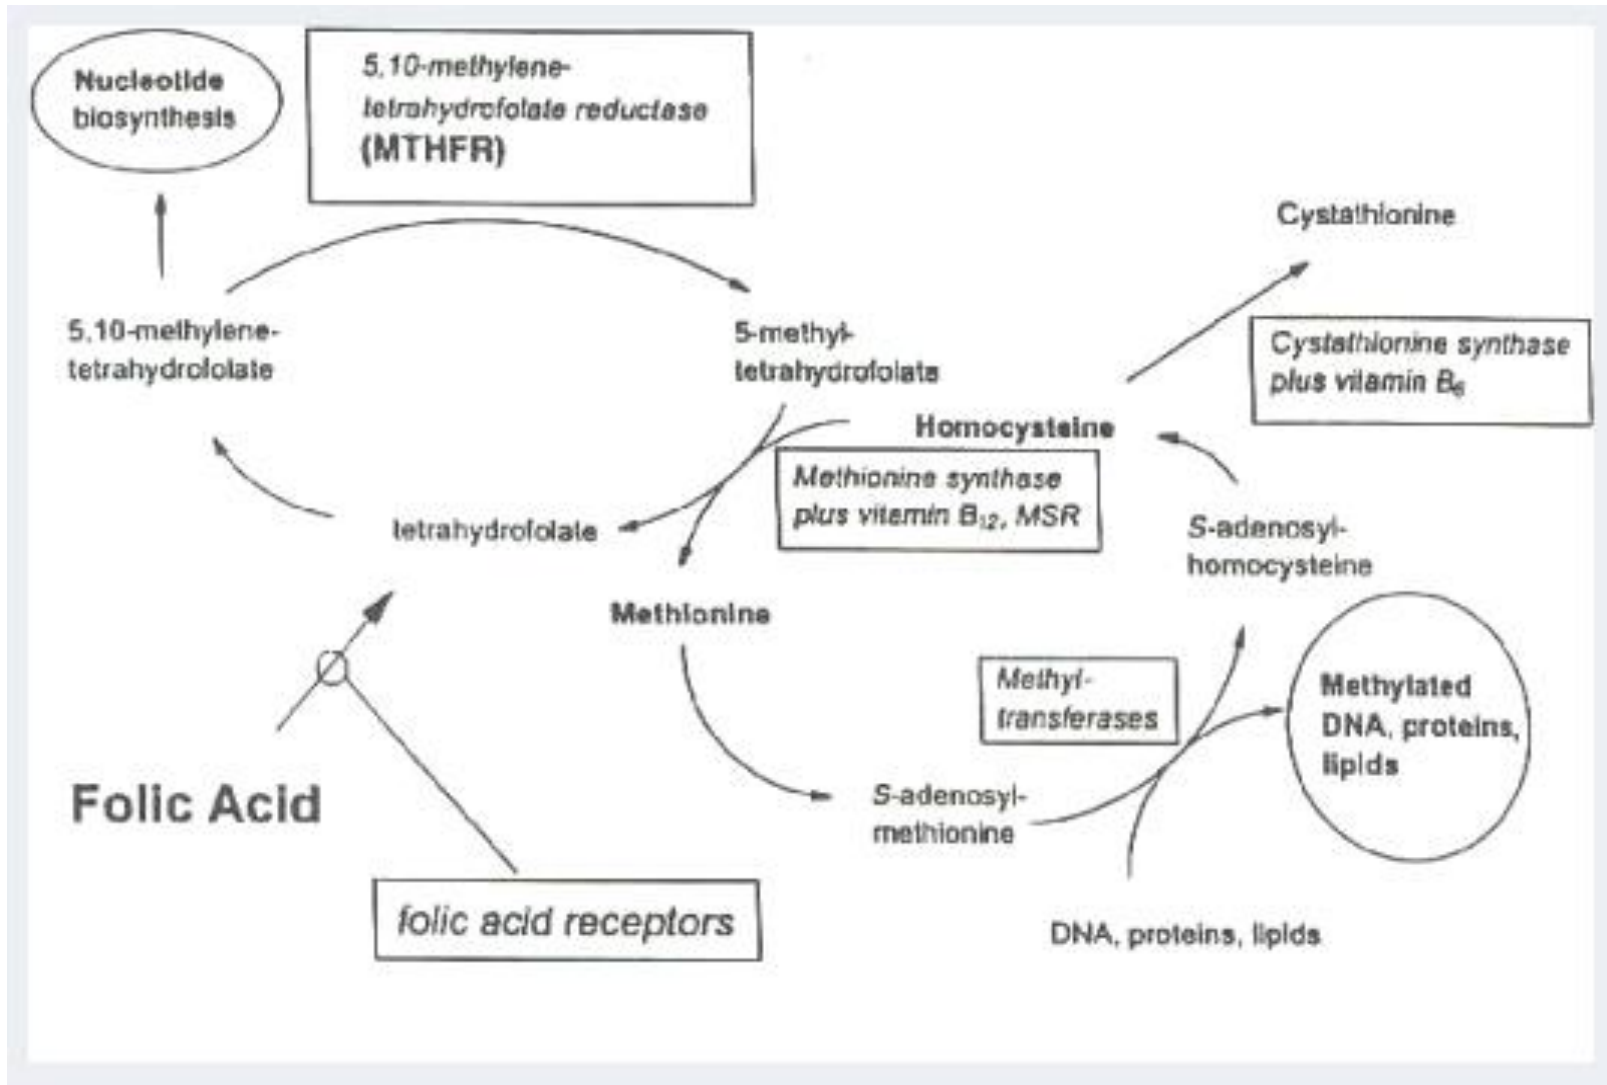 Nucleotide
biosynthesis
5,10-methylene-
tetrahydrofolate reductase
(MTHFR)
Cystathionine
5,10-methylene-
tetrahydrofolate
5-methyl-
tetrahydrofolate
Cystathionine synthase
plus vitamin B₆
Homocysteine
Methionine synthase
plus vitamin B₁₂, MSR
tetrahydrofolate
S-adenosyl-
homocysteine
Methionine
Methyl-
transferases
Methylated
DNA, proteins,
lipids
Folic Acid
S-adenosyl-
methionine
folic acid receptors
DNA, proteins, lipids